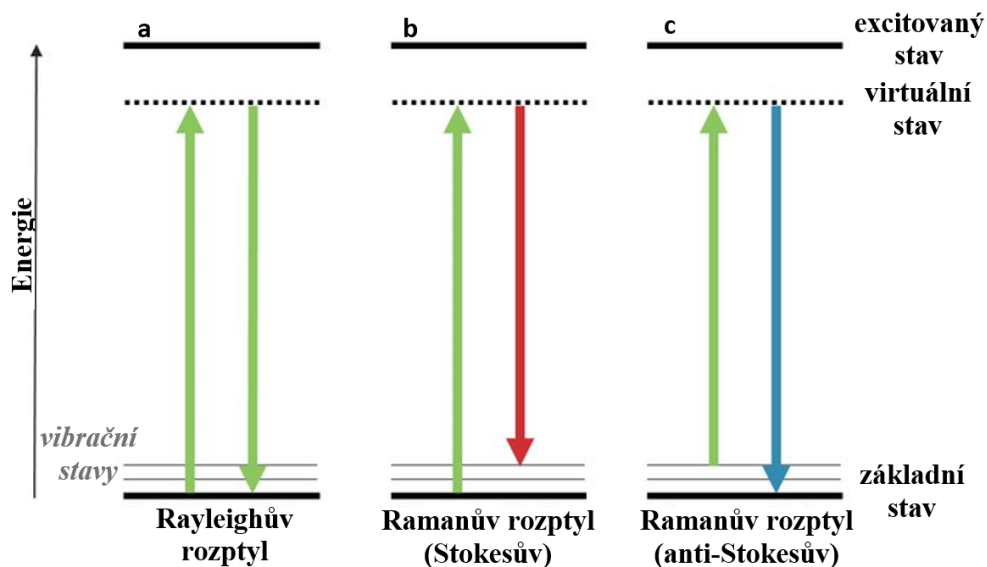 a
b
c
excitovaný
stav
virtuální
stav
Energie
vibrační
stavy
základní
stav
Rayleighův
rozptyl
Ramanův rozptyl
(Stokesův)
Ramanův rozptyl
(anti-Stokesův)